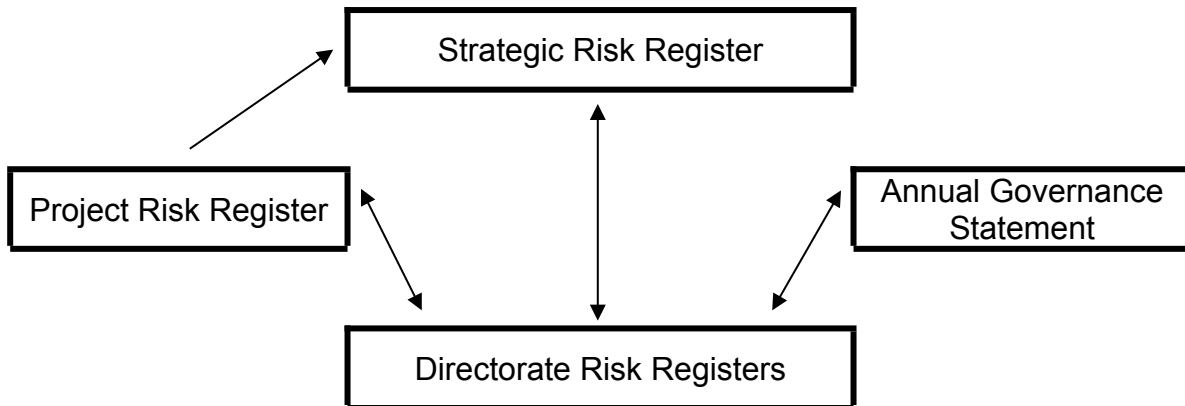 Strategic Risk Register
Project Risk Register
Annual Governance
Statement
Directorate Risk Registers